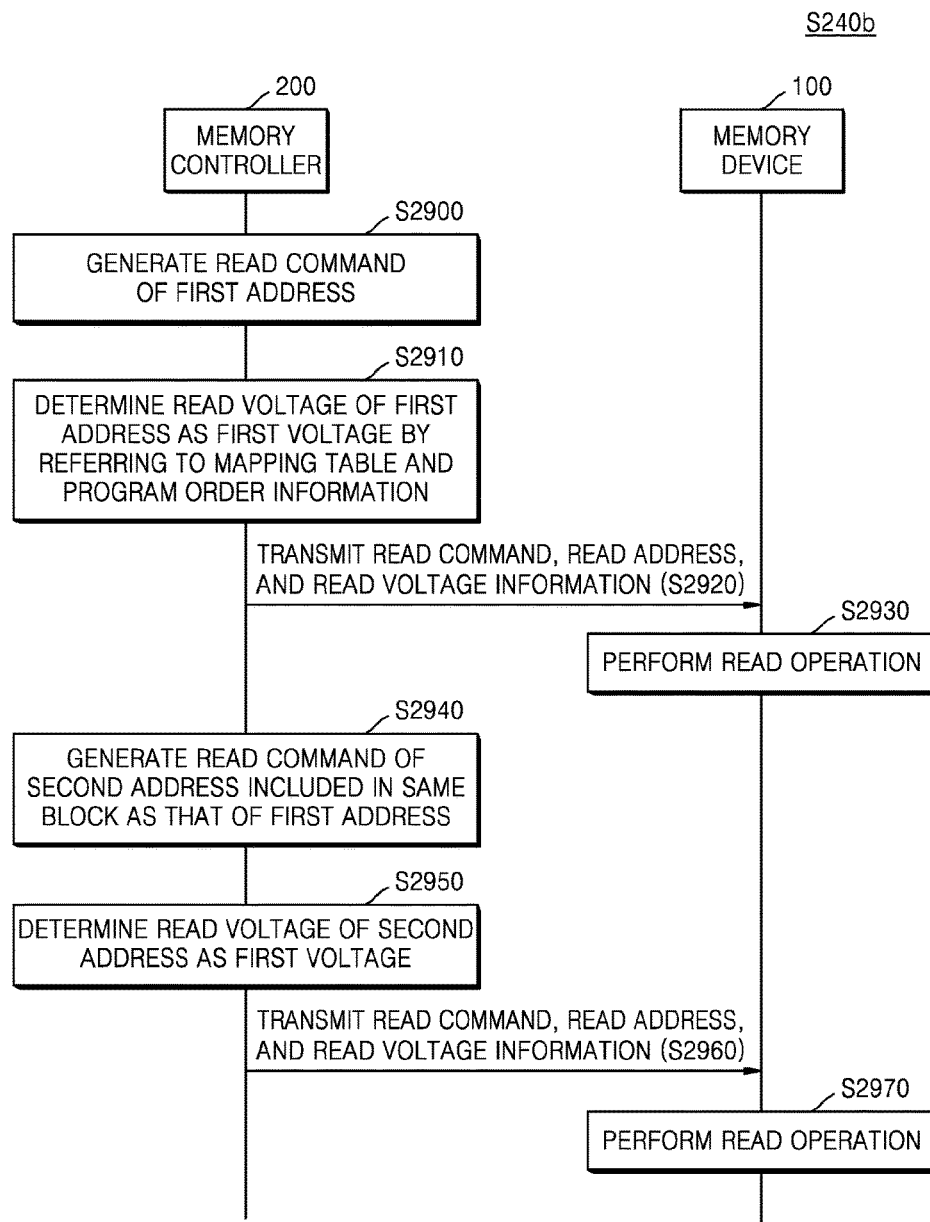 S240b
200
100
MEMORY
CONTROLLER
MEMORY
DEVICE
S2900
GENERATE READ COMMAND
OF FIRST ADDRESS
S2910
DETERMINE READ VOLTAGE OF FIRST
ADDRESS AS FIRST VOLTAGE BY
REFERRING TO MAPPING TABLE AND
PROGRAM ORDER INFORMATION
TRANSMIT READ COMMAND, READ ADDRESS,
AND READ VOLTAGE INFORMATION (S2920)
S2930
PERFORM READ OPERATION
S2940
GENERATE READ COMMAND OF
SECOND ADDRESS INCLUDED IN SAME
BLOCK AS THAT OF FIRST ADDRESS
S2950
DETERMINE READ VOLTAGE OF SECOND
ADDRESS AS FIRST VOLTAGE
TRANSMIT READ COMMAND, READ ADDRESS,
AND READ VOLTAGE INFORMATION (S2960)
S2970
PERFORM READ OPERATION